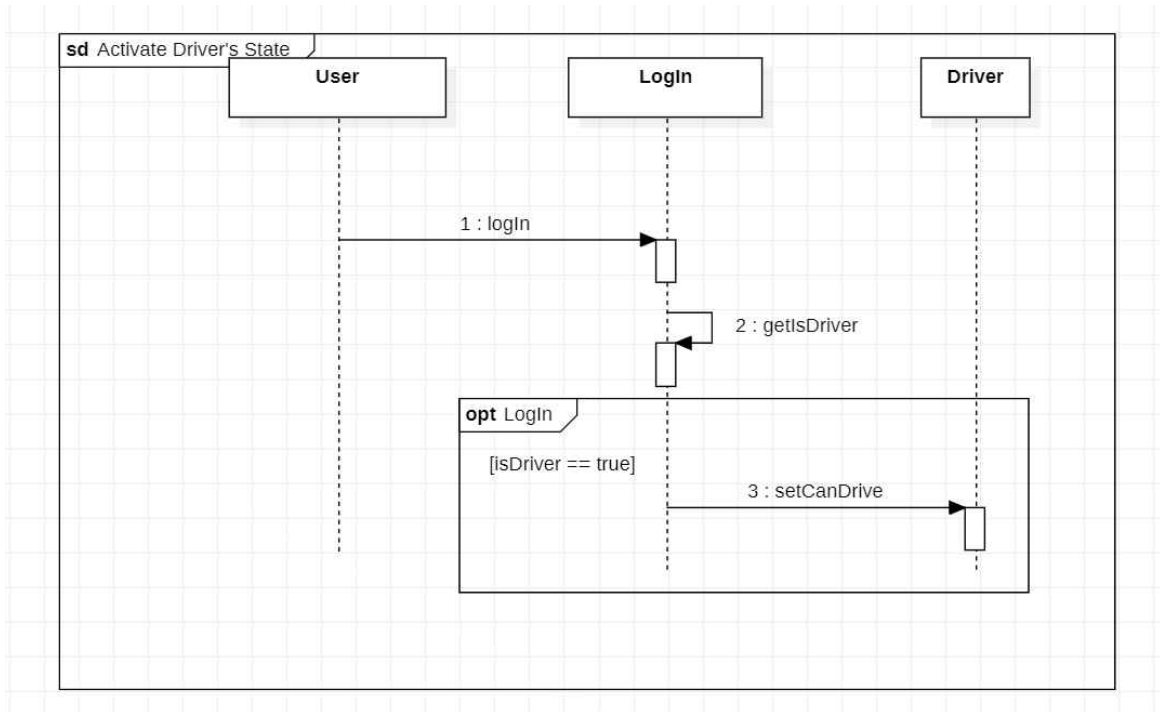 sd Activate Driver's State
User
LogIn
Driver
1 : logIn
2 : getIsDriver
opt LogIn
[isDriver == true]
3 : setCanDrive